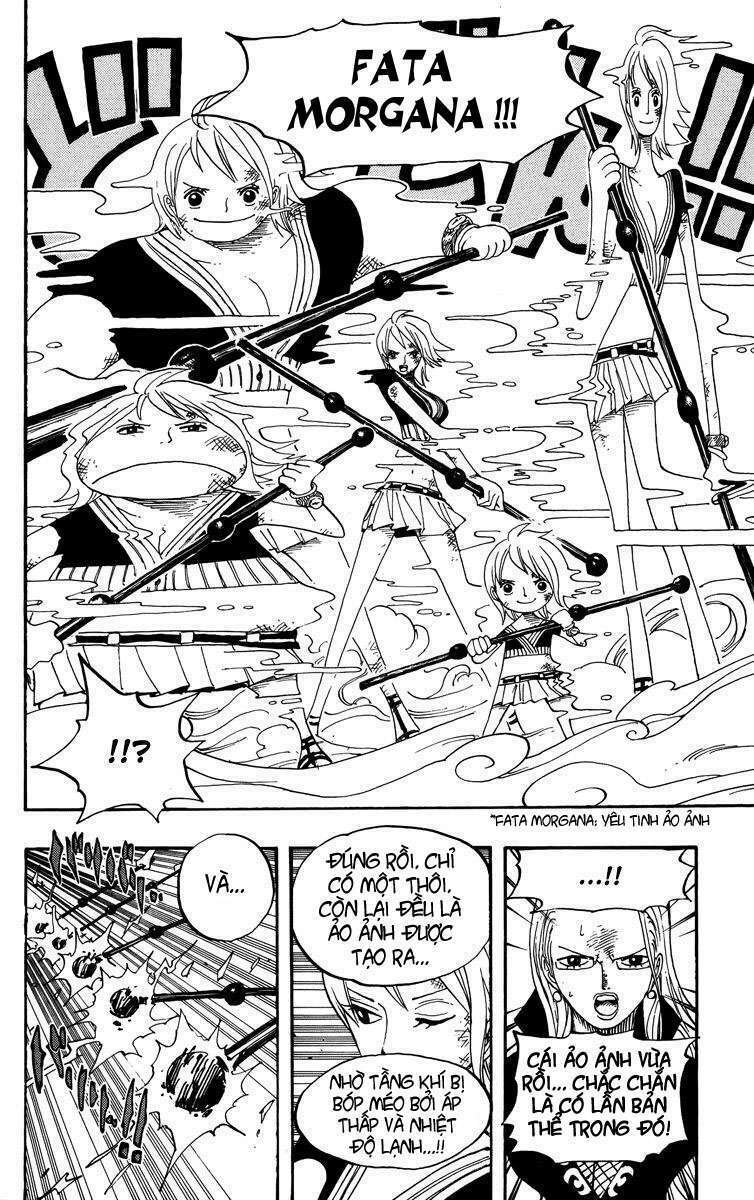 FATA
MORGANA !!!
!!?
*FATA MORGANA: YÊU TINH ẢO ẢNH
...!!
CÁI ẢO ẢNH VỪA
RỒI... CHẮC CHẮN
LÀ CÓ LẪN BẢN
THỂ TRONG ĐÓ!
ĐÚNG RỒI, CHỈ
CÓ MỘT THÔI.
CÒN LẠI ĐỀU LÀ
ẢO ẢNH ĐƯỢC
TẠO RA...
NHỜ TẦNG KHÍ BỊ
BÓP MÉO BỞI ÁP
THẤP VÀ NHIỆT
ĐỘ LẠNH...!!
VÀ...